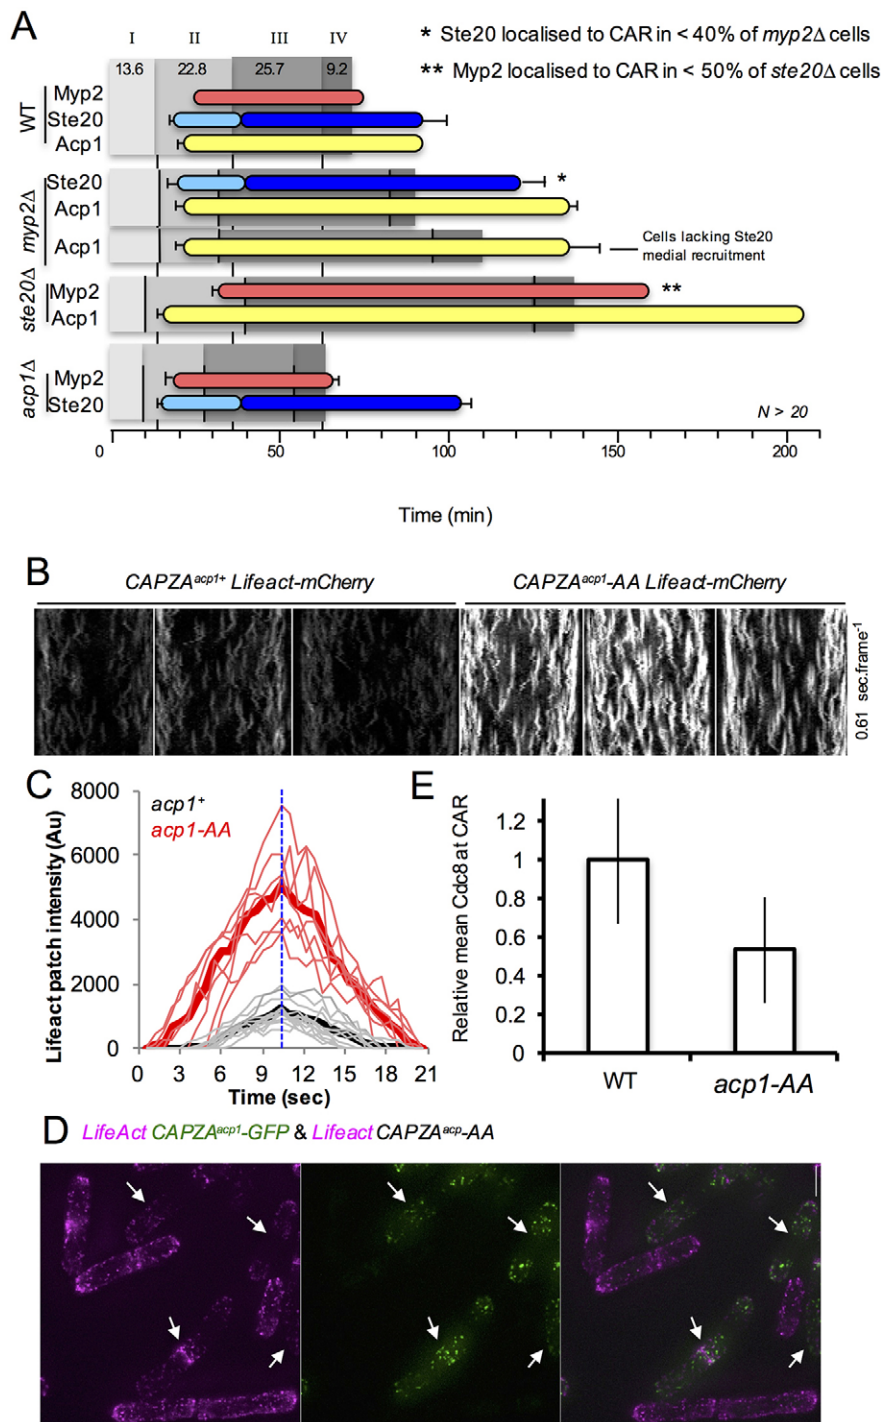 A
I II III IV
* Ste20 localised to CAR in < 40% of myp2Δ cells
** Myp2 localised to CAR in < 50% of ste20Δ cells
13.6 22.8 25.7 9.2
WT
Myp2
Ste20
Acp1
myp2Δ
Ste20 *
Acp1
Acp1
Cells lacking Ste20
medial recruitment
ste20Δ
Myp2 **
Acp1
acp1Δ
Myp2
Ste20
N > 20
0 50 100 150 200
Time (min)
B
CAPZAacp1+ Lifeact-mCherry
CAPZAacp1-AA Lifeact-mCherry
0.61 sec.frame-1
C
acp1+
acp1-AA
Lifeact patch intensity (Au)
8000
6000
4000
2000
0
0 3 6 9 12 15 18 21
Time (sec)
E
Relative mean Cdc8 at CAR
1.2
1
0.8
0.6
0.4
0.2
0
WT acp1-AA
D LifeAct CAPZAacp1-GFP & Lifeact CAPZAacp-AA